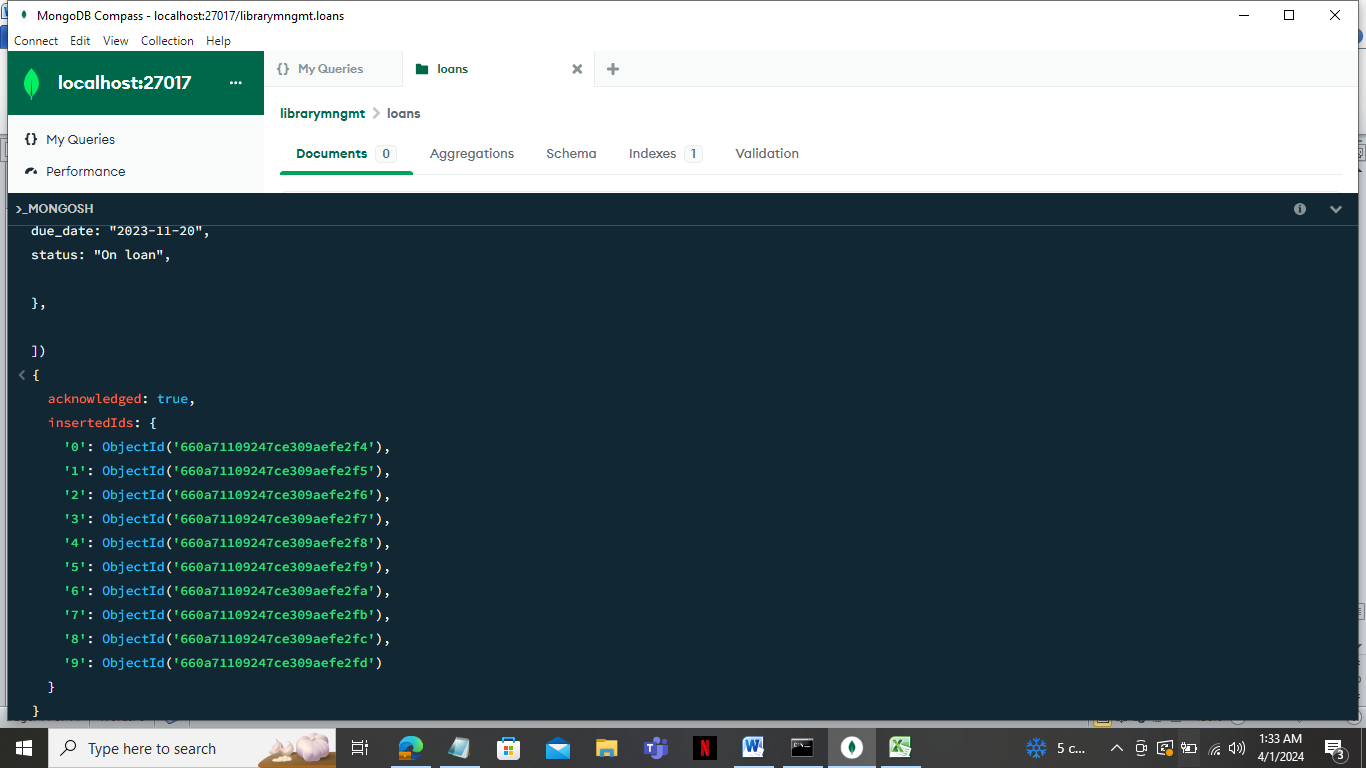 MongoDB Compass - localhost:27017/librarymngmt.loans
Connect Edit View Collection Help
localhost:27017 ...
{} My Queries
loans
My Queries
Performance
librarymngmt > loans
Documents 0 Aggregations Schema Indexes 1 Validation
>_MONGOSH
due_date: "2023-11-20",
status: "On loan",
},
])
< {
acknowledged: true,
insertedIds: {
'0': ObjectId('660a71109247ce309aefe2f4'),
'1': ObjectId('660a71109247ce309aefe2f5'),
'2': ObjectId('660a71109247ce309aefe2f6'),
'3': ObjectId('660a71109247ce309aefe2f7'),
'4': ObjectId('660a71109247ce309aefe2f8'),
'5': ObjectId('660a71109247ce309aefe2f9'),
'6': ObjectId('660a71109247ce309aefe2fa'),
'7': ObjectId('660a71109247ce309aefe2fb'),
'8': ObjectId('660a71109247ce309aefe2fc'),
'9': ObjectId('660a71109247ce309aefe2fd')
}
}
Type here to search
5 c...
1:33 AM
4/1/2024
3